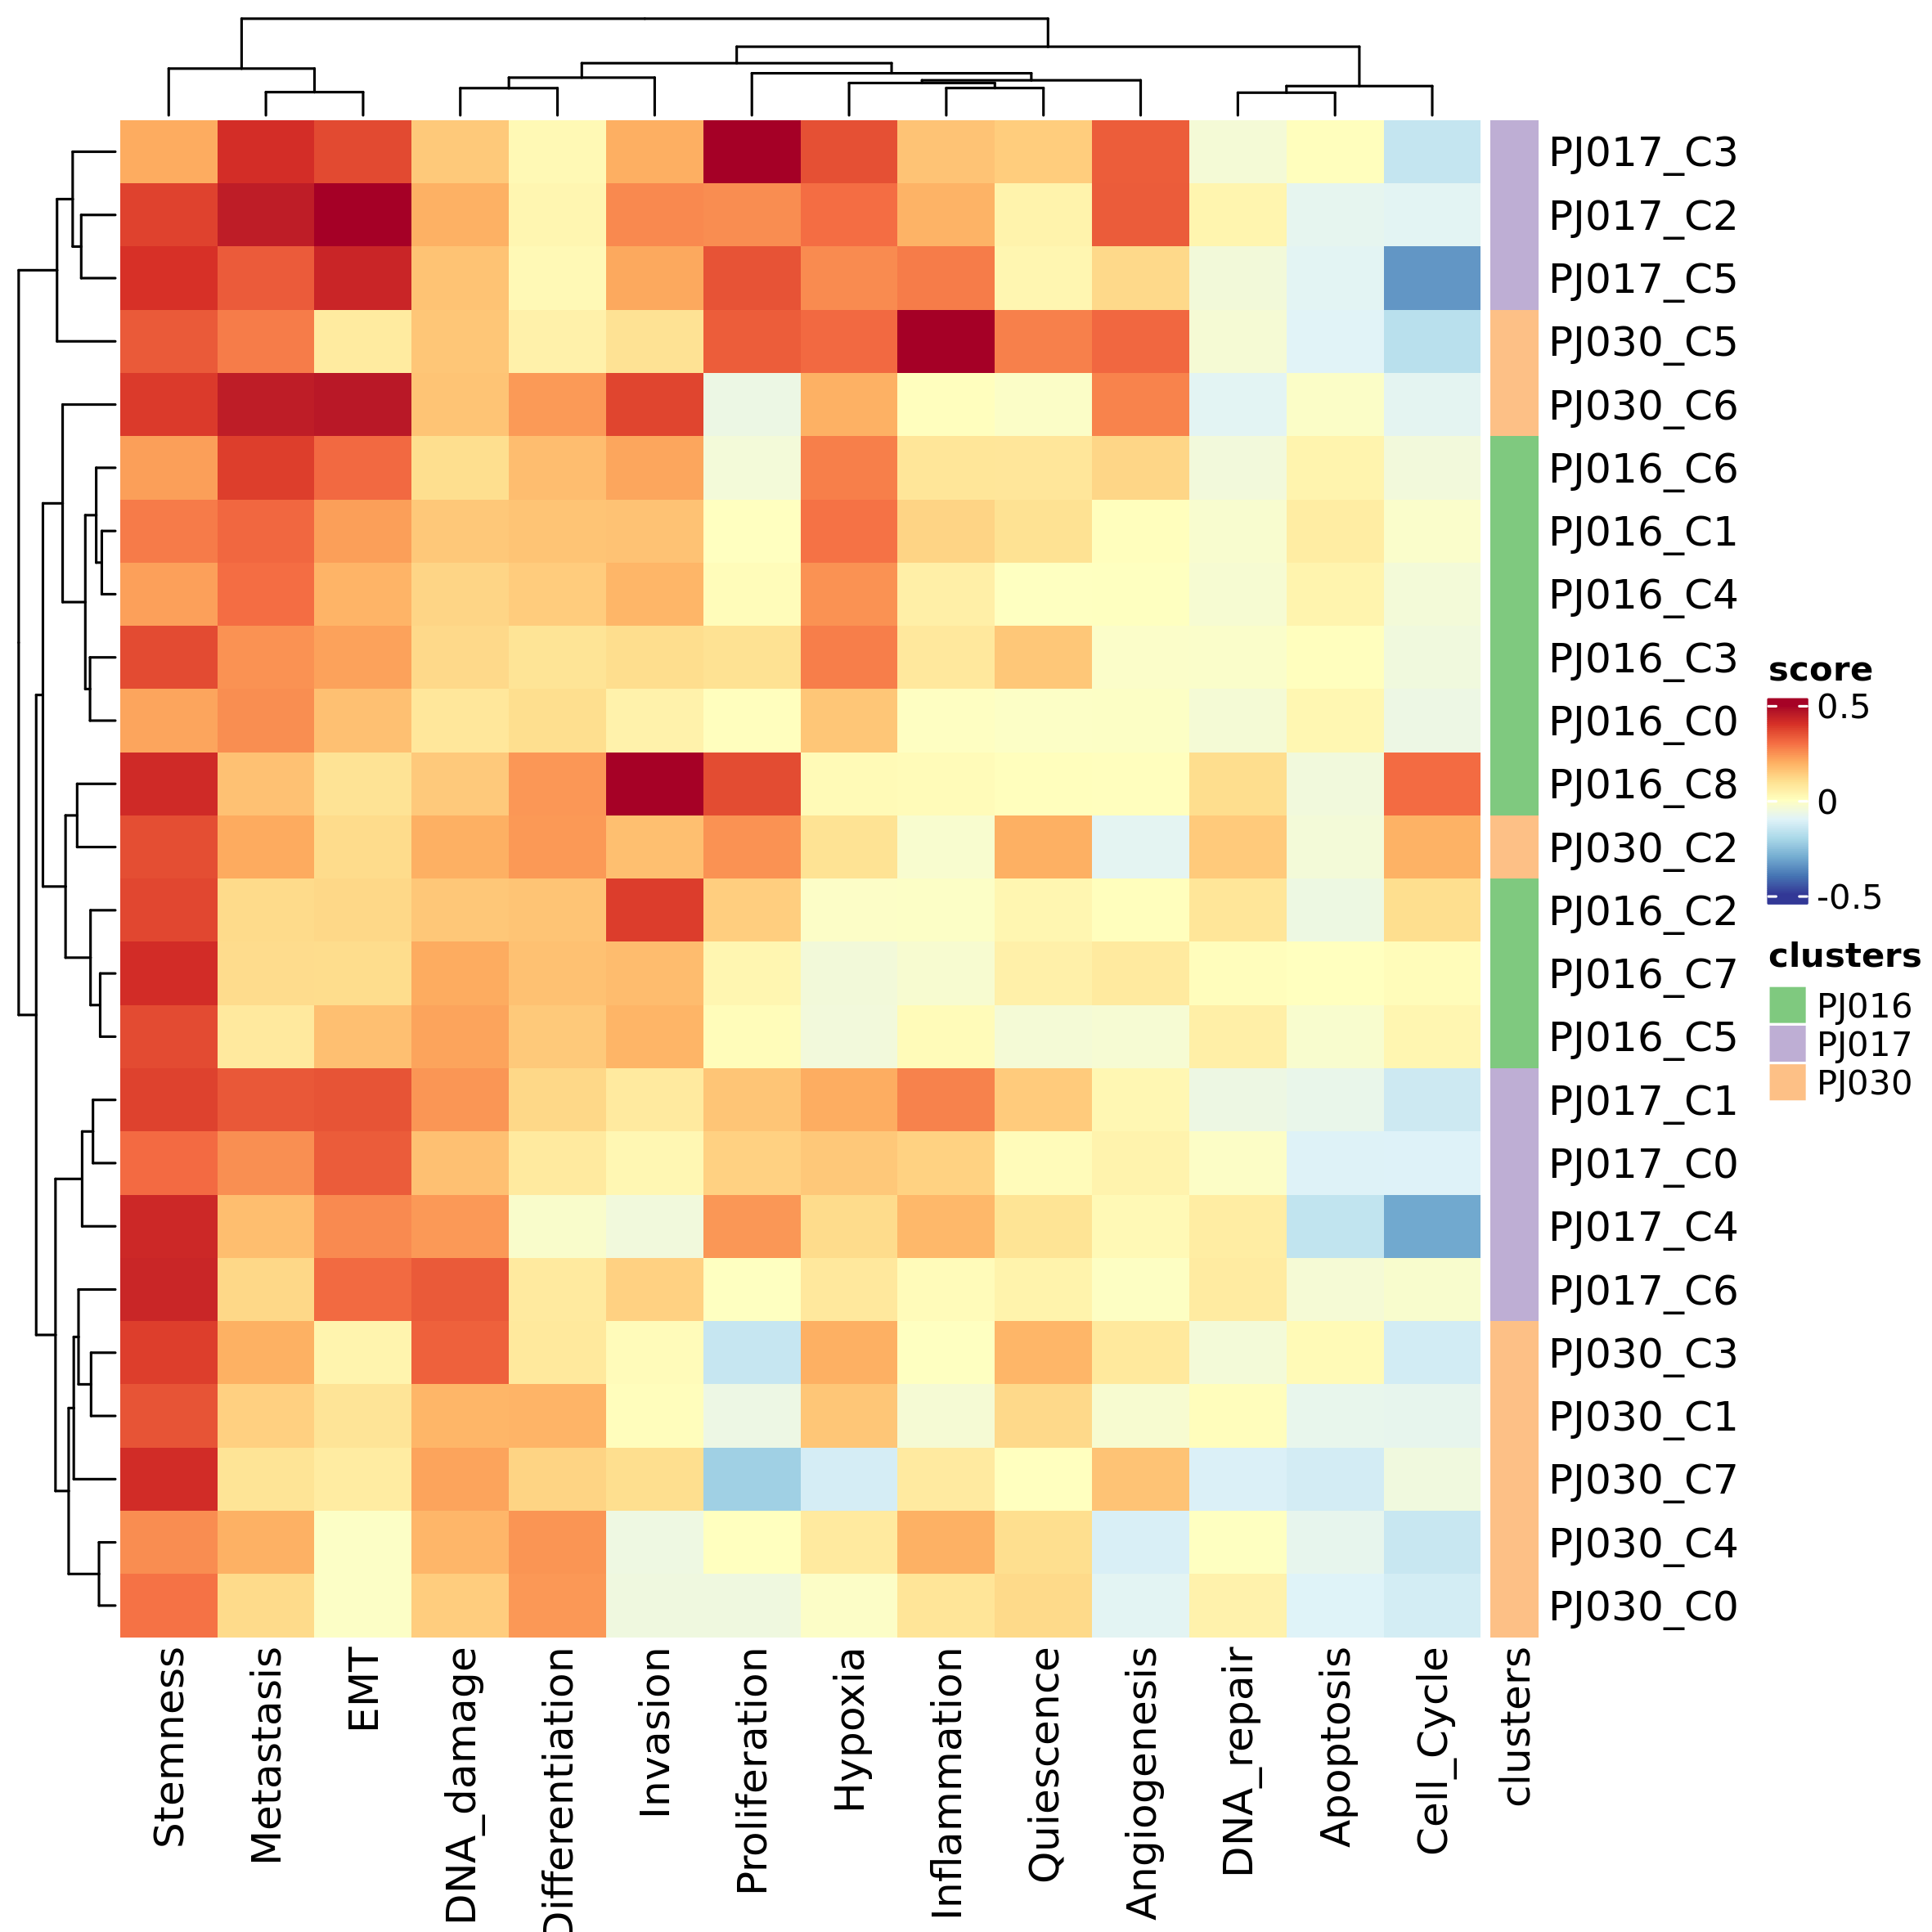 PJ017_C3
PJ017_C2
PJ017_C5
PJ030_C5
PJ030_C6
PJ016_C6
PJ016_C1
PJ016_C4
PJ016_C3
PJ016_C0
PJ016_C8
PJ030_C2
PJ016_C2
PJ016_C7
PJ016_C5
PJ017_C1
PJ017_C0
PJ017_C4
PJ017_C6
PJ030_C3
PJ030_C1
PJ030_C7
PJ030_C4
PJ030_C0
Stemness
Metastasis
EMT
DNA_damage
Differentiation
Invasion
Proliferation
Hypoxia
Inflammation
Quiescence
Angiogenesis
DNA_repair
Apoptosis
Cell_Cycle
clusters
score
0.5
0
-0.5
clusters
PJ016
PJ017
PJ030